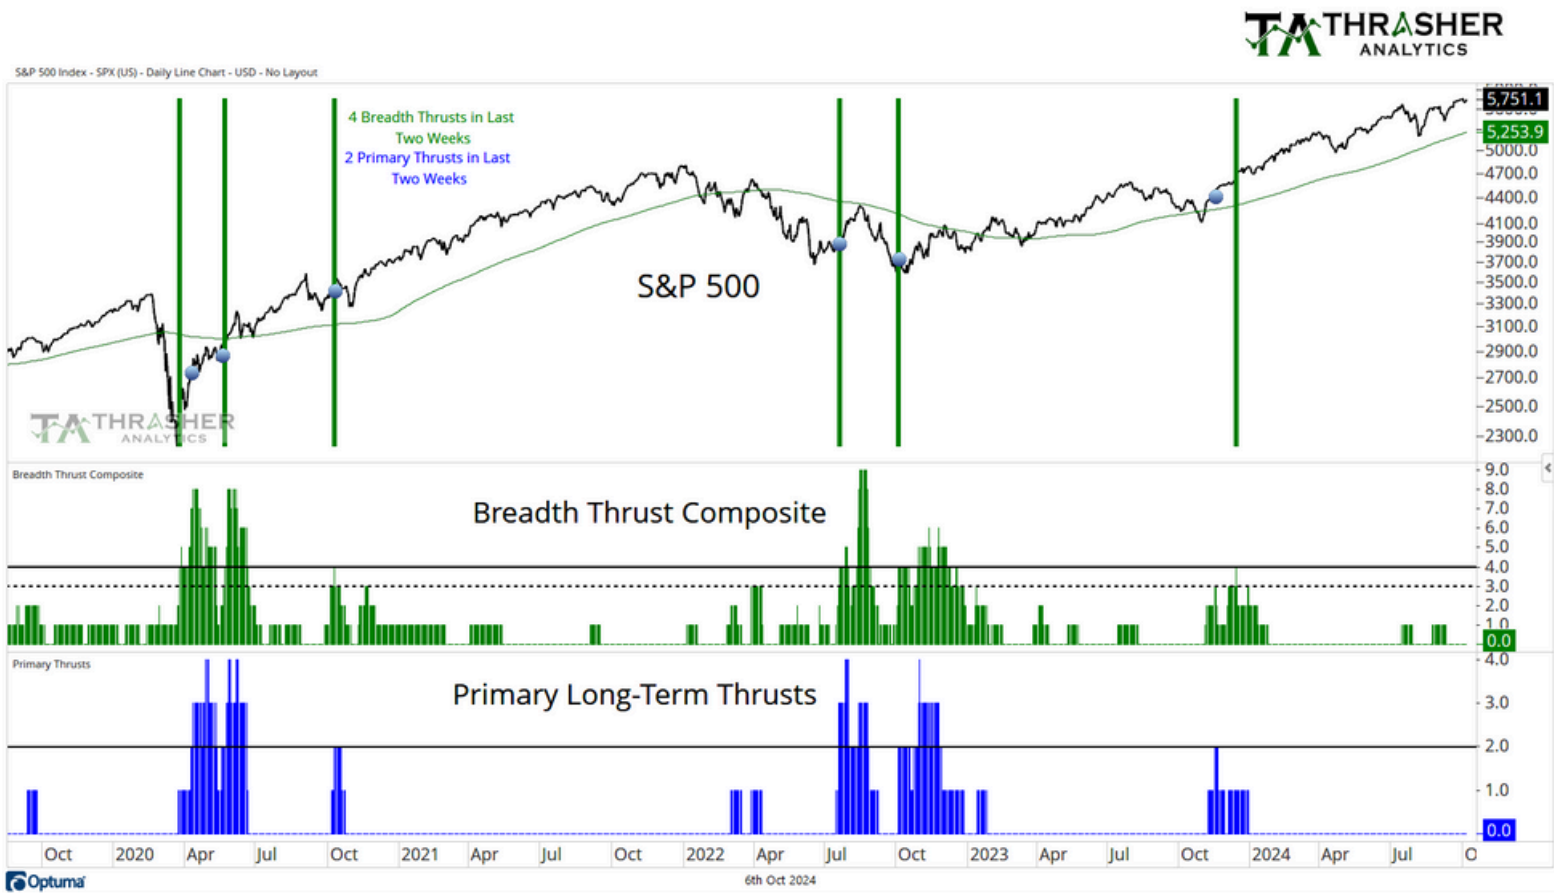 THRASHER
ANALYTICS
S&P 500 Index - SPX (US) - Daily Line Chart - USD - No Layout
4 Breadth Thrusts in Last
Two Weeks
2 Primary Thrusts in Last
Two Weeks
S&P 500
THRASHER
ANALYTICS
5,751.1
5,253.9
5000.0
4700.0
4400.0
4100.0
3900.0
3700.0
3500.0
3300.0
3100.0
2900.0
2700.0
2500.0
2300.0
Breadth Thrust Composite
Breadth Thrust Composite
9.0
8.0
7.0
6.0
5.0
4.0
3.0
2.0
1.0
0.0
Primary Thrusts
Primary Long-Term Thrusts
4.0
3.0
2.0
1.0
0.0
Oct 2020 Apr Jul Oct 2021 Apr Jul Oct 2022 Apr Jul Oct 2023 Apr Jul Oct 2024 Apr Jul O
Optuma
6th Oct 2024